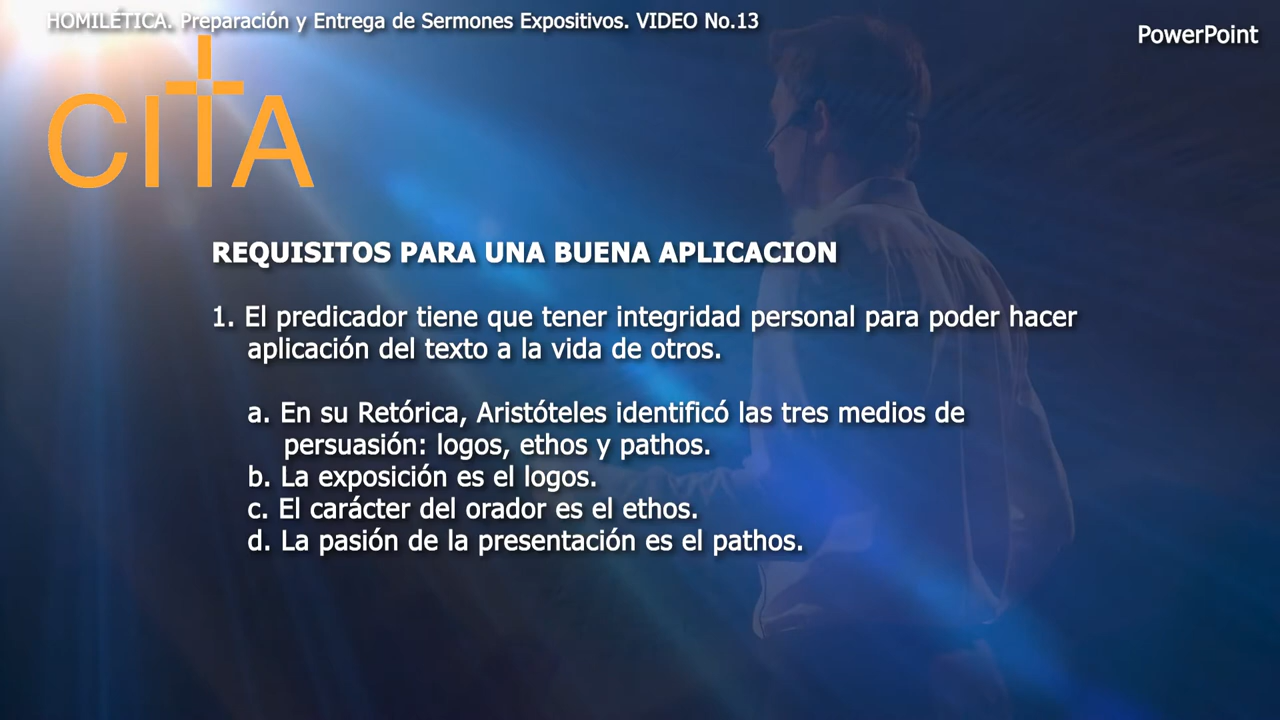 HOMILÉTICA. Preparación y Entrega de Sermones Expositivos. VIDEO No.13
PowerPoint
CITA
REQUISITOS PARA UNA BUENA APLICACION
1. El predicador tiene que tener integridad personal para poder hacer
aplicación del texto a la vida de otros.
a. En su Retórica, Aristóteles identificó las tres medios de
persuasión: logos, ethos y pathos.
b. La exposición es el logos.
c. El carácter del orador es el ethos.
d. La pasión de la presentación es el pathos.